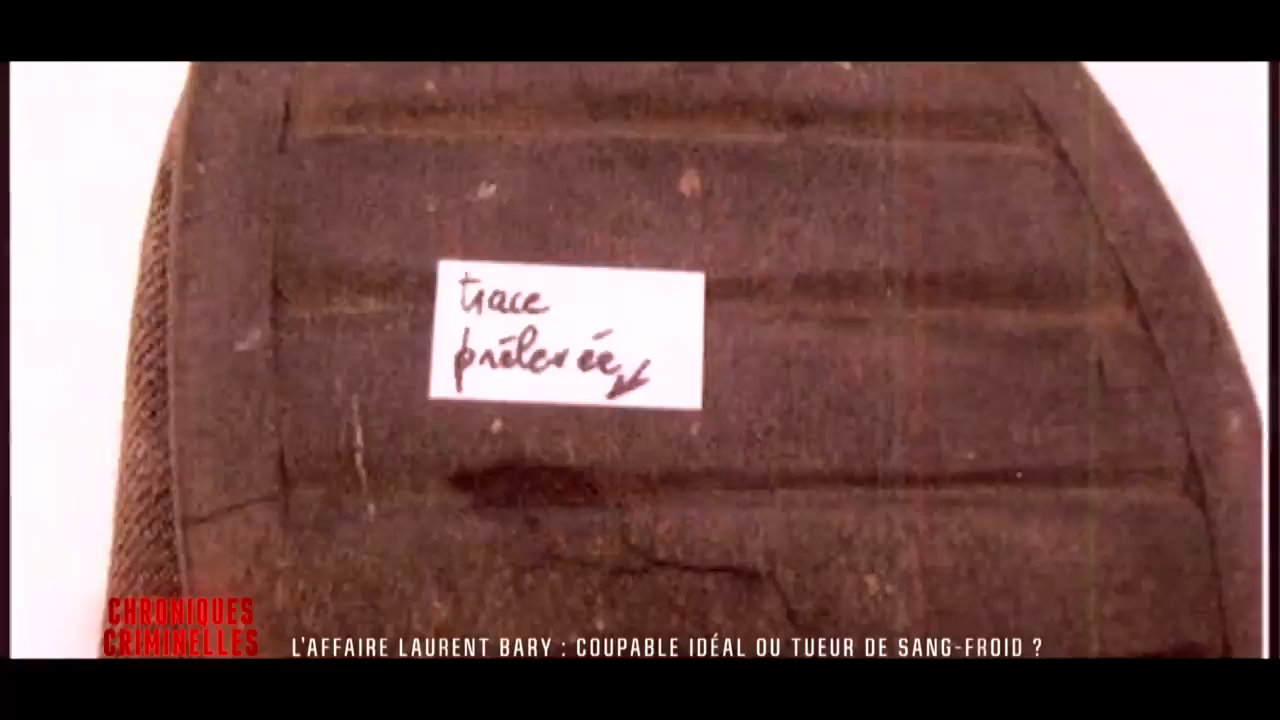 trace
prélevée
CHRONIQUES
CRIMINELLES
L'AFFAIRE LAURENT BARY : COUPABLE IDÉAL OU TUEUR DE SANG-FROID ?